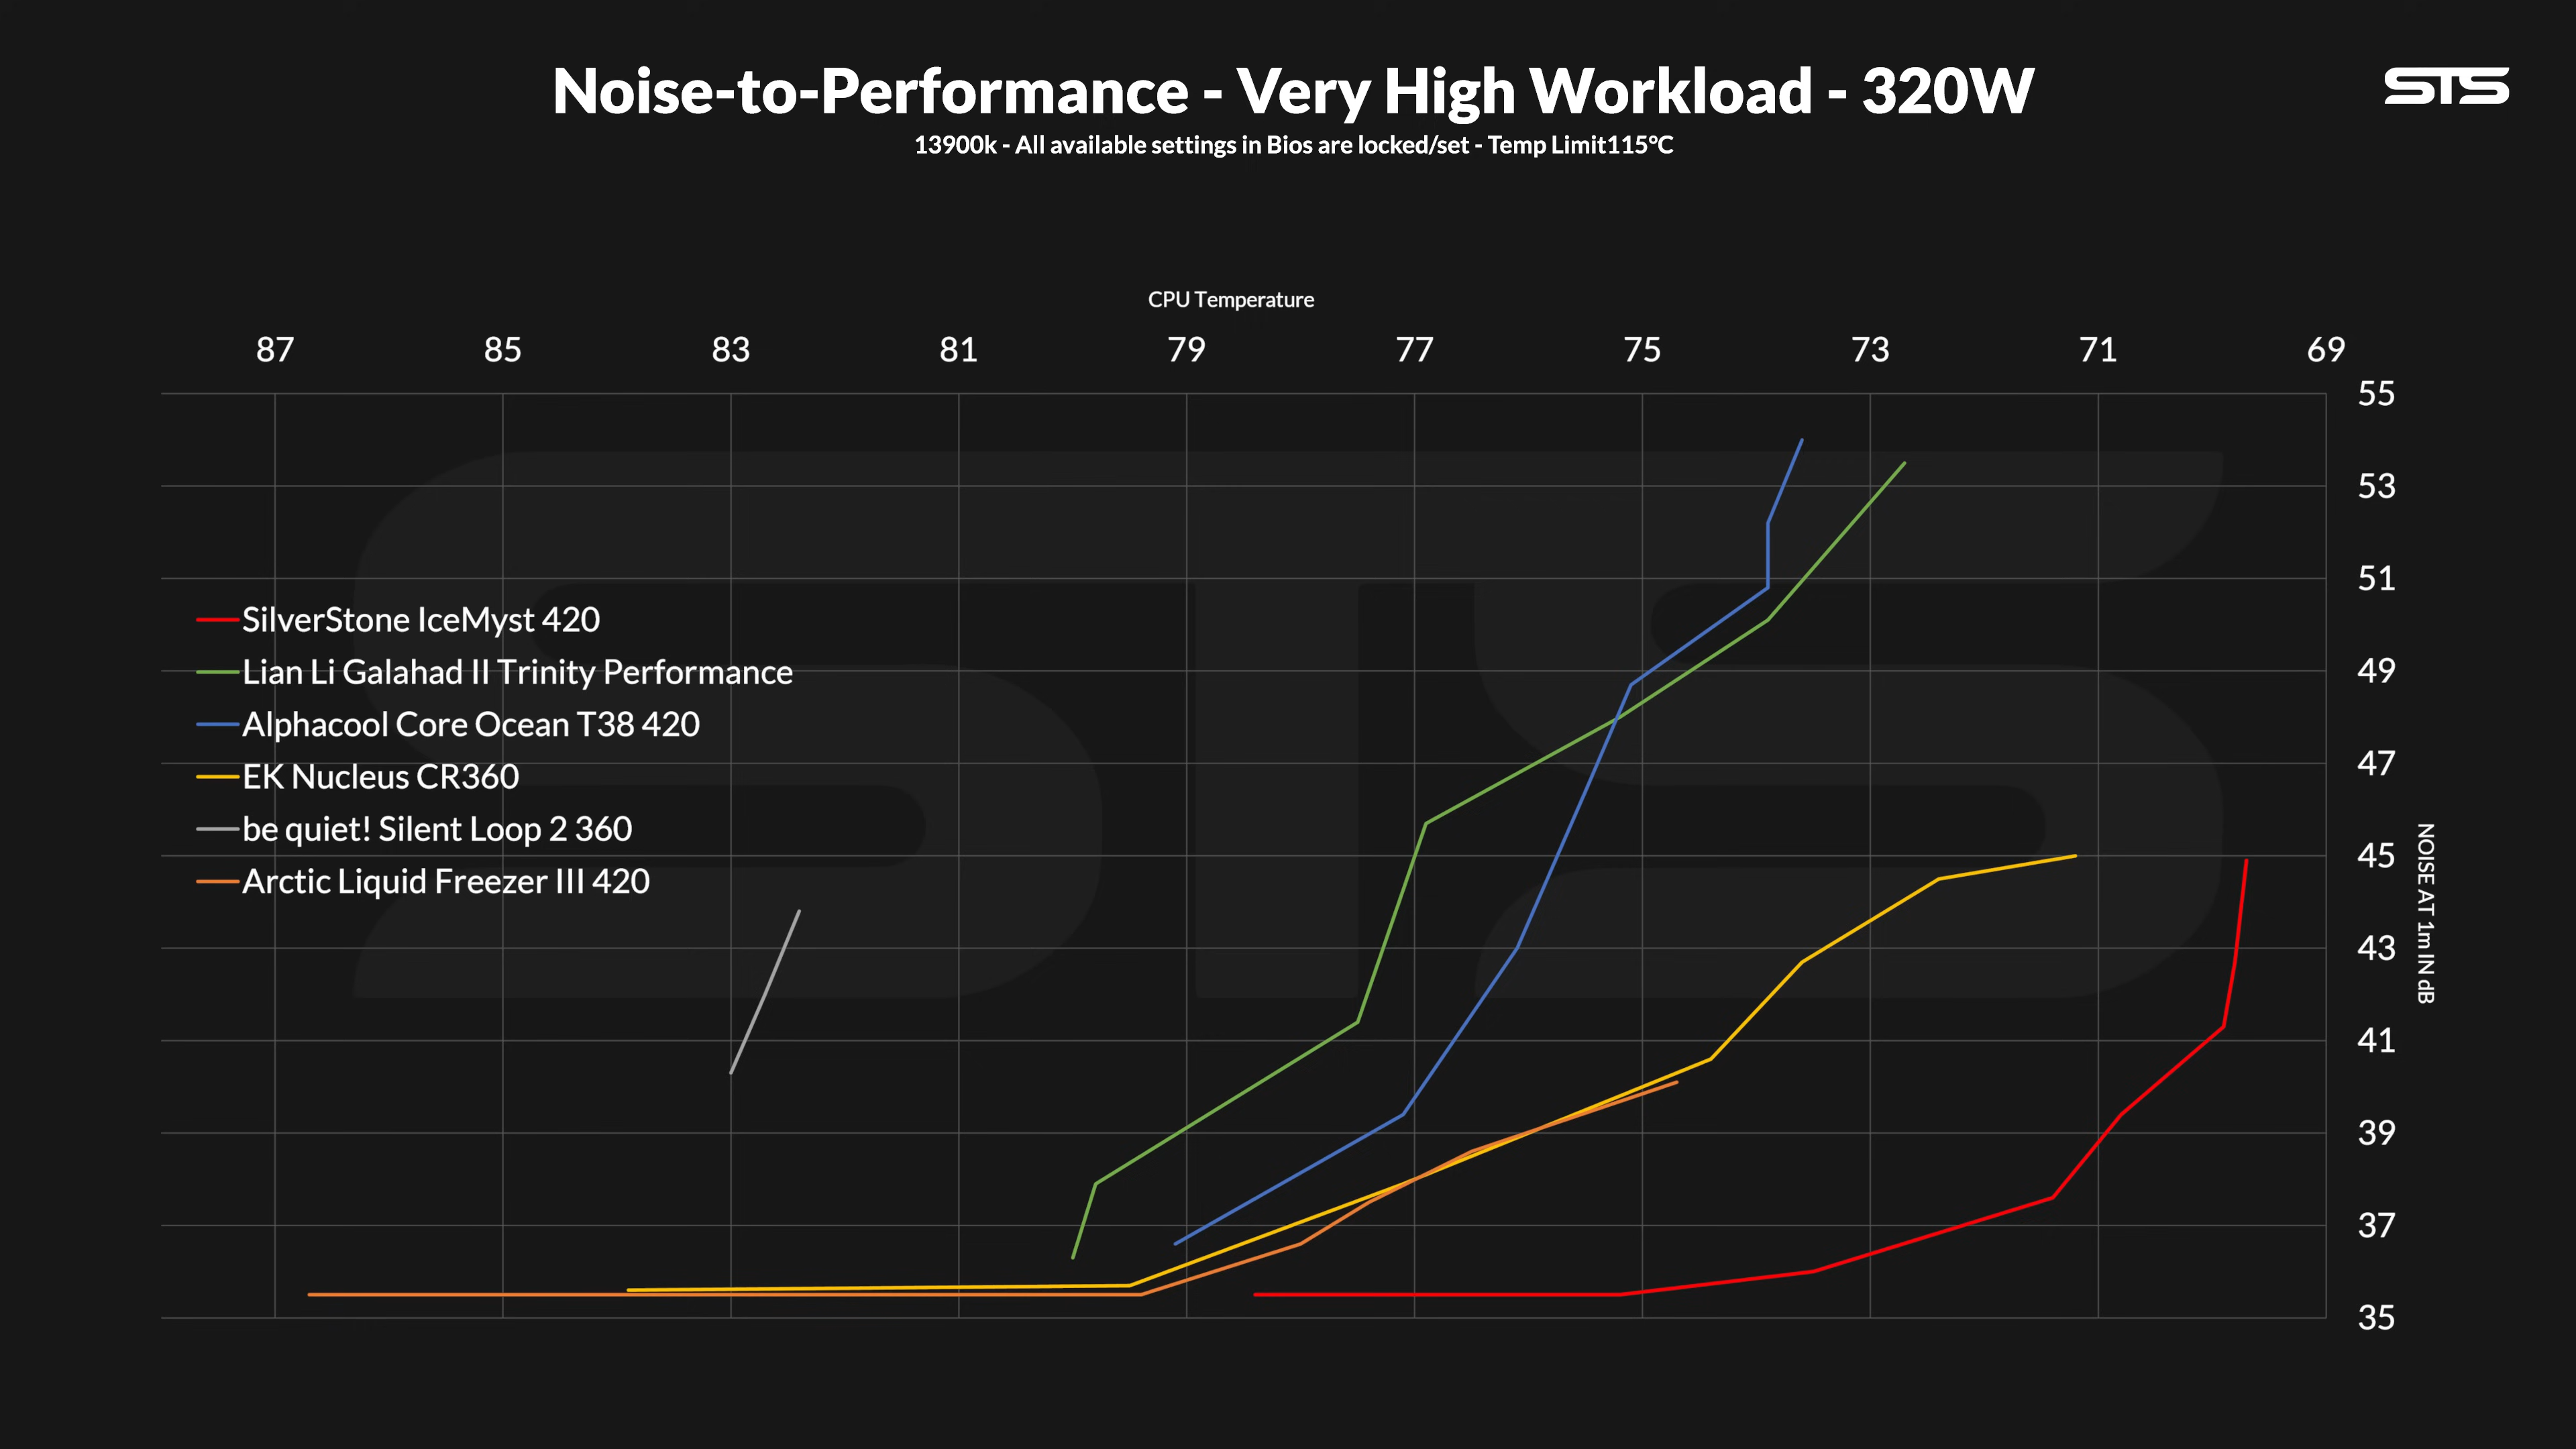 Noise-to-Performance - Very High Workload - 320W
STS
13900k - All available settings in Bios are locked/set - Temp Limit115°C
CPU Temperature
87 85 83 81 79 77 75 73 71 69
55
53
51
49
47
45
43
41
39
37
35
SilverStone IceMyst 420
Lian Li Galahad II Trinity Performance
Alphacool Core Ocean T38 420
EK Nucleus CR360
be quiet! Silent Loop 2 360
Arctic Liquid Freezer III 420
NOISE AT 1m IN dB
STS